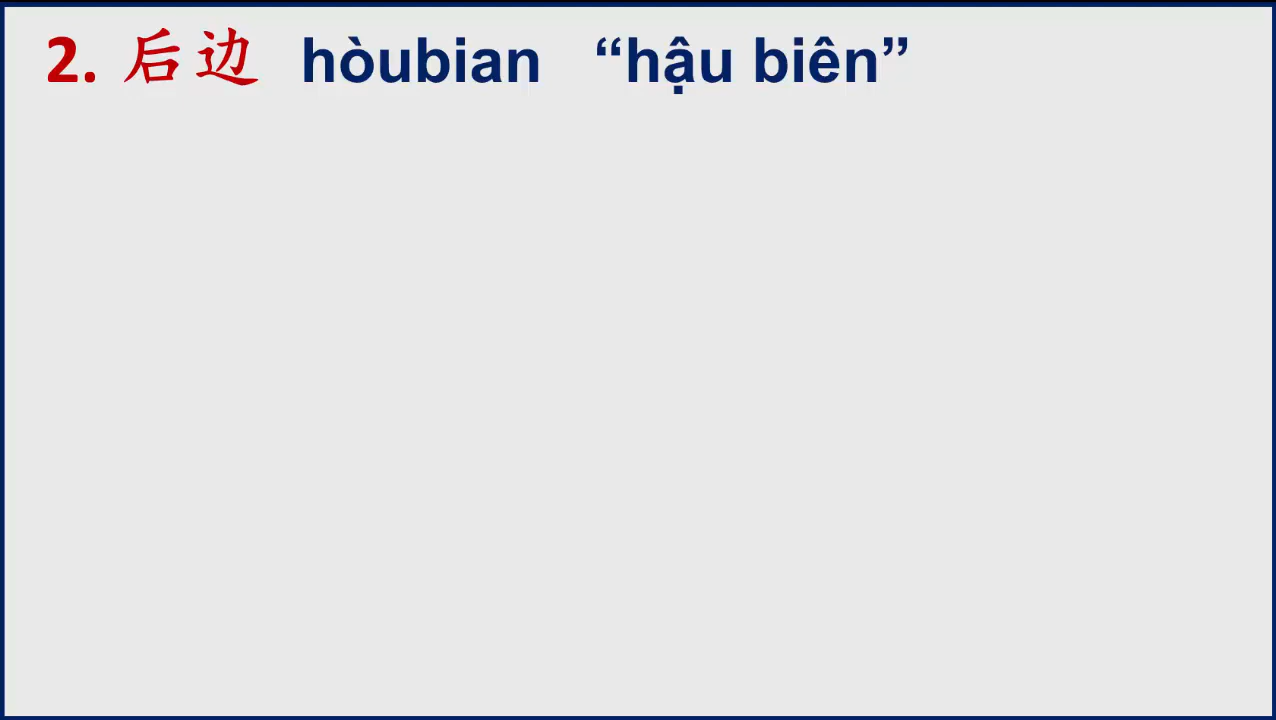 2. 后边 hòubian “hậu biên”